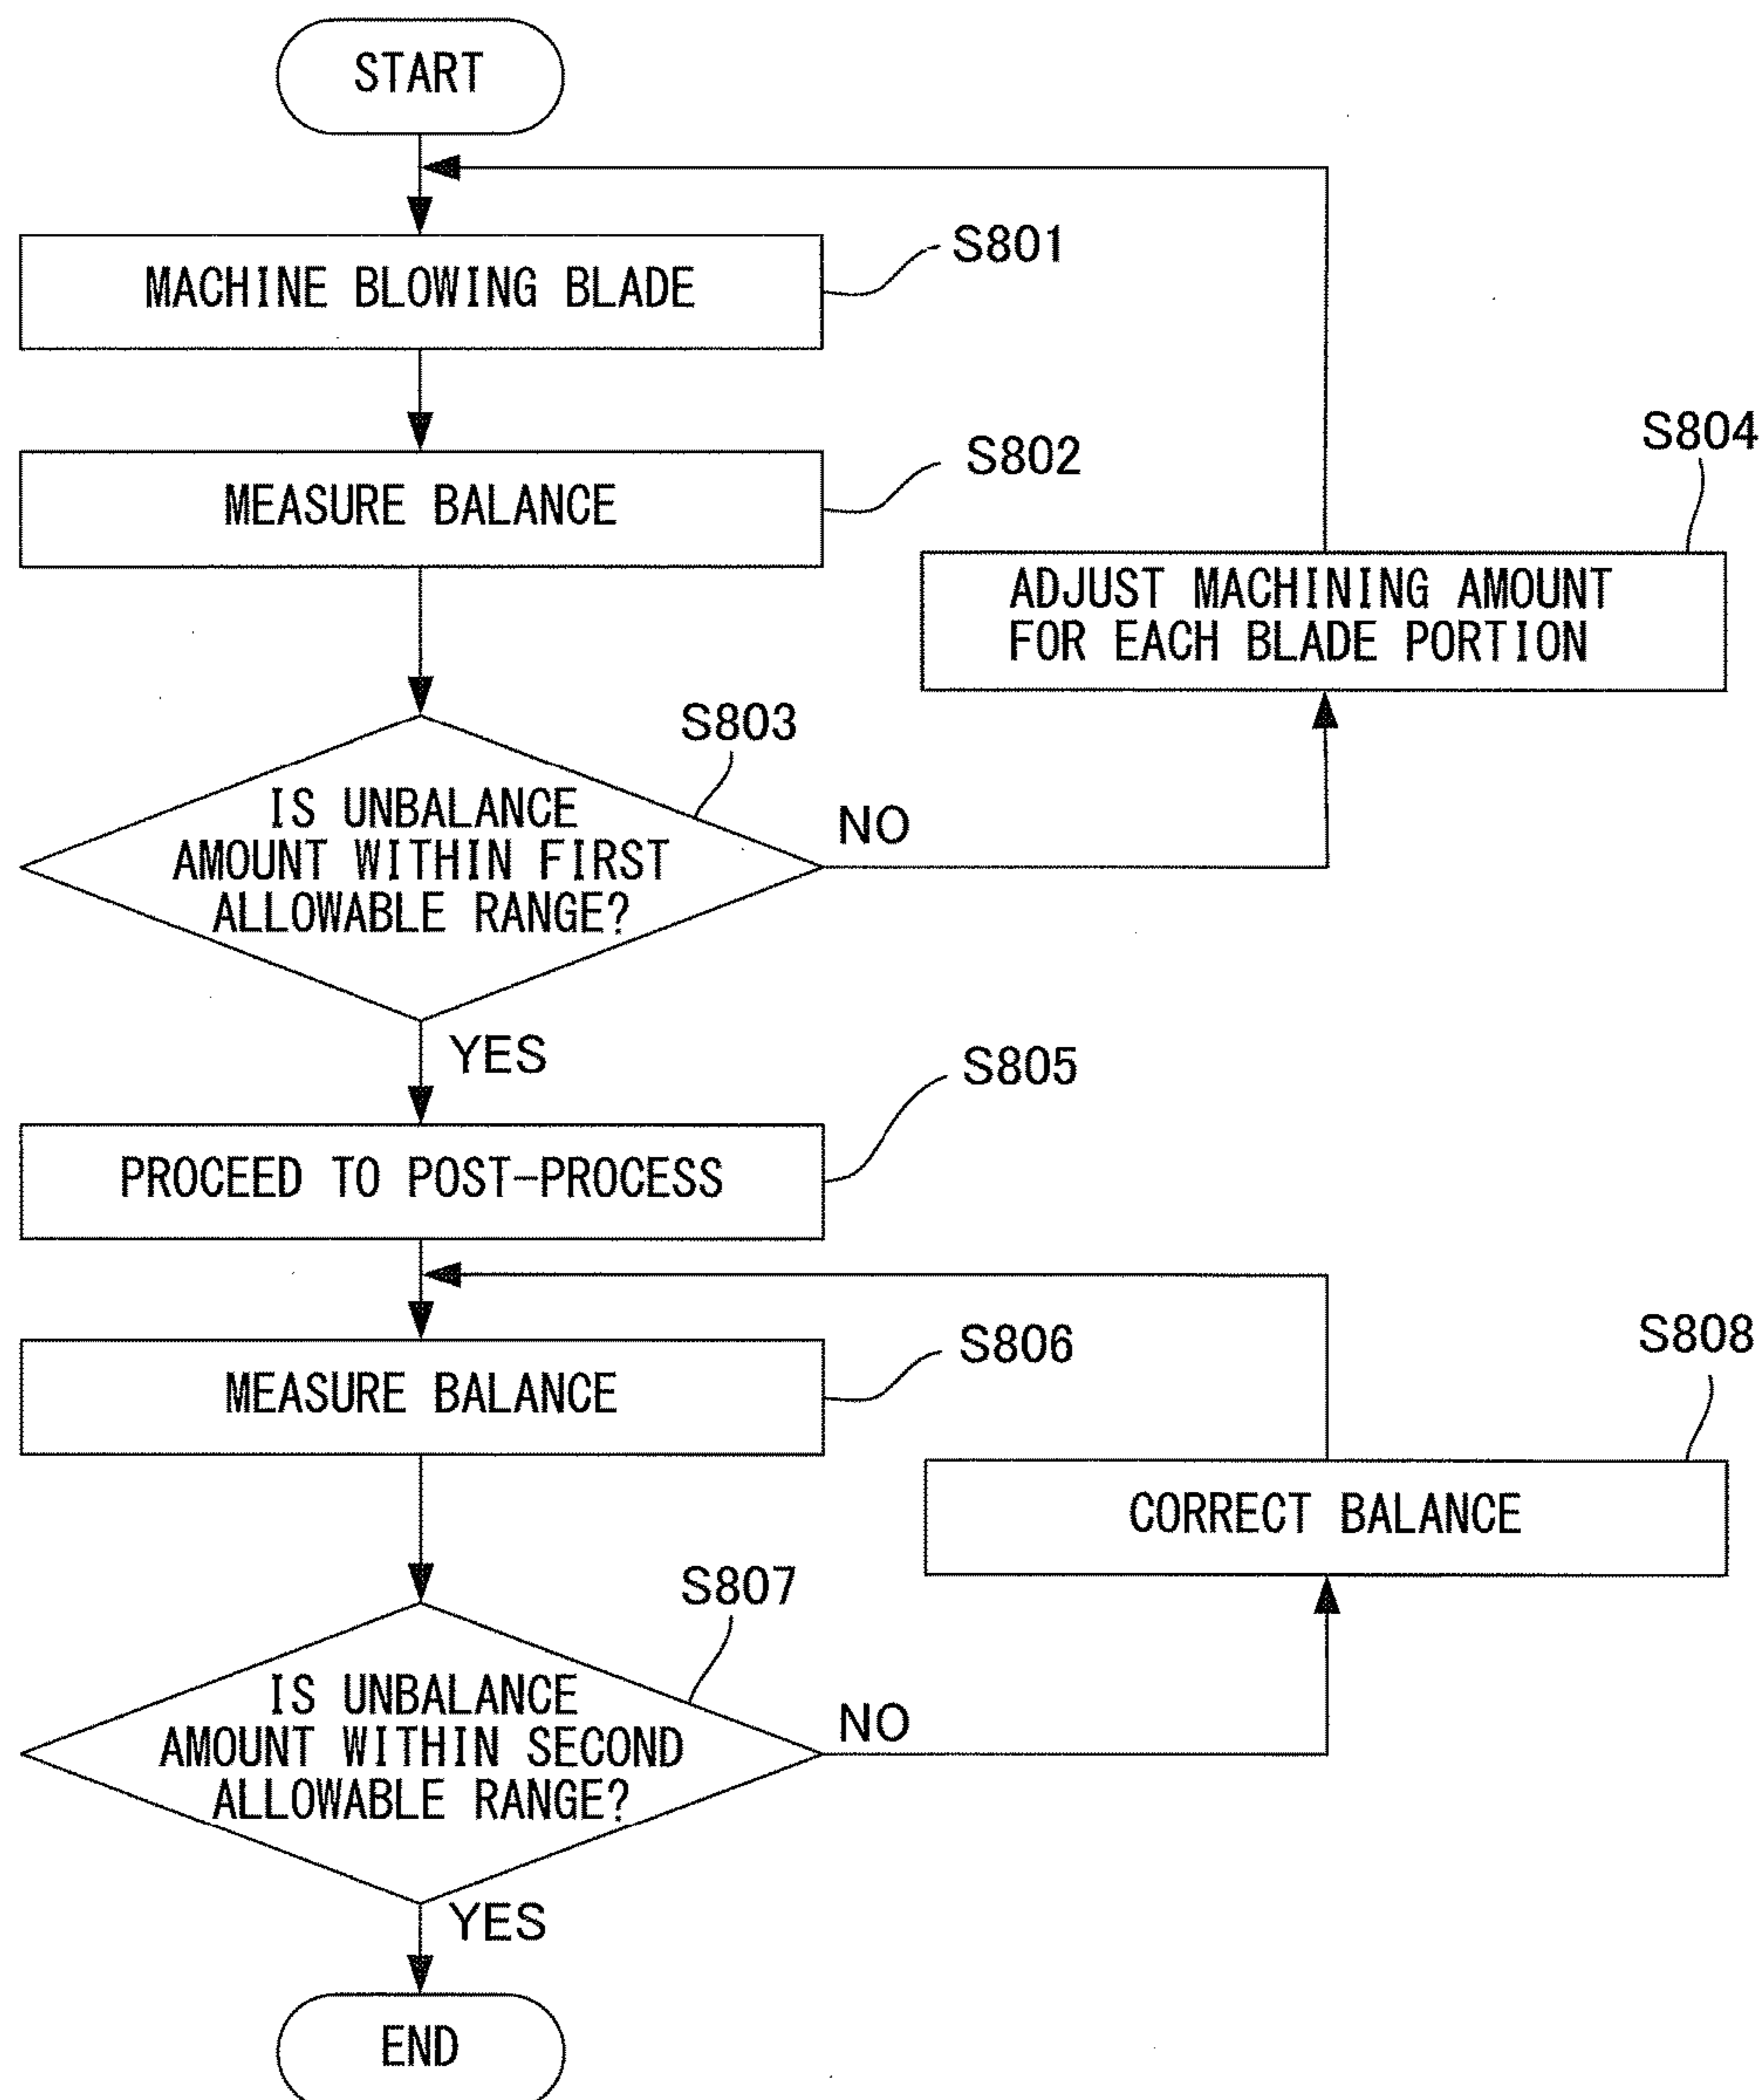 START
MACHINE BLOWING BLADE
S801
MEASURE BALANCE
S802
S804
ADJUST MACHINING AMOUNT
FOR EACH BLADE PORTION
S803
IS UNBALANCE
AMOUNT WITHIN FIRST
ALLOWABLE RANGE?
NO
YES
S805
PROCEED TO POST-PROCESS
S806
MEASURE BALANCE
S808
CORRECT BALANCE
S807
IS UNBALANCE
AMOUNT WITHIN SECOND
ALLOWABLE RANGE?
NO
YES
END